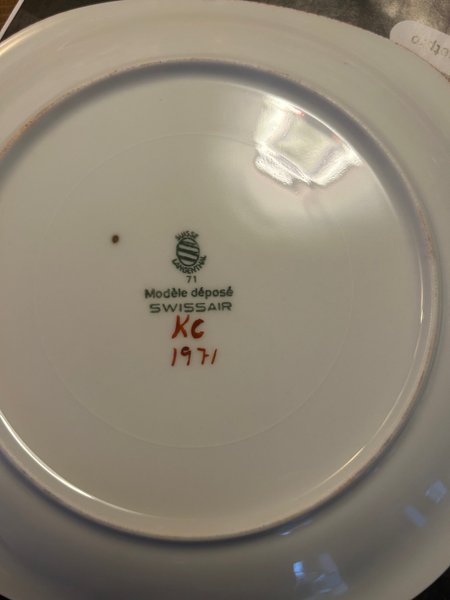 SUISSE
LANGENTHAL
71
Modèle déposé
SWISSAIR
KC
1971